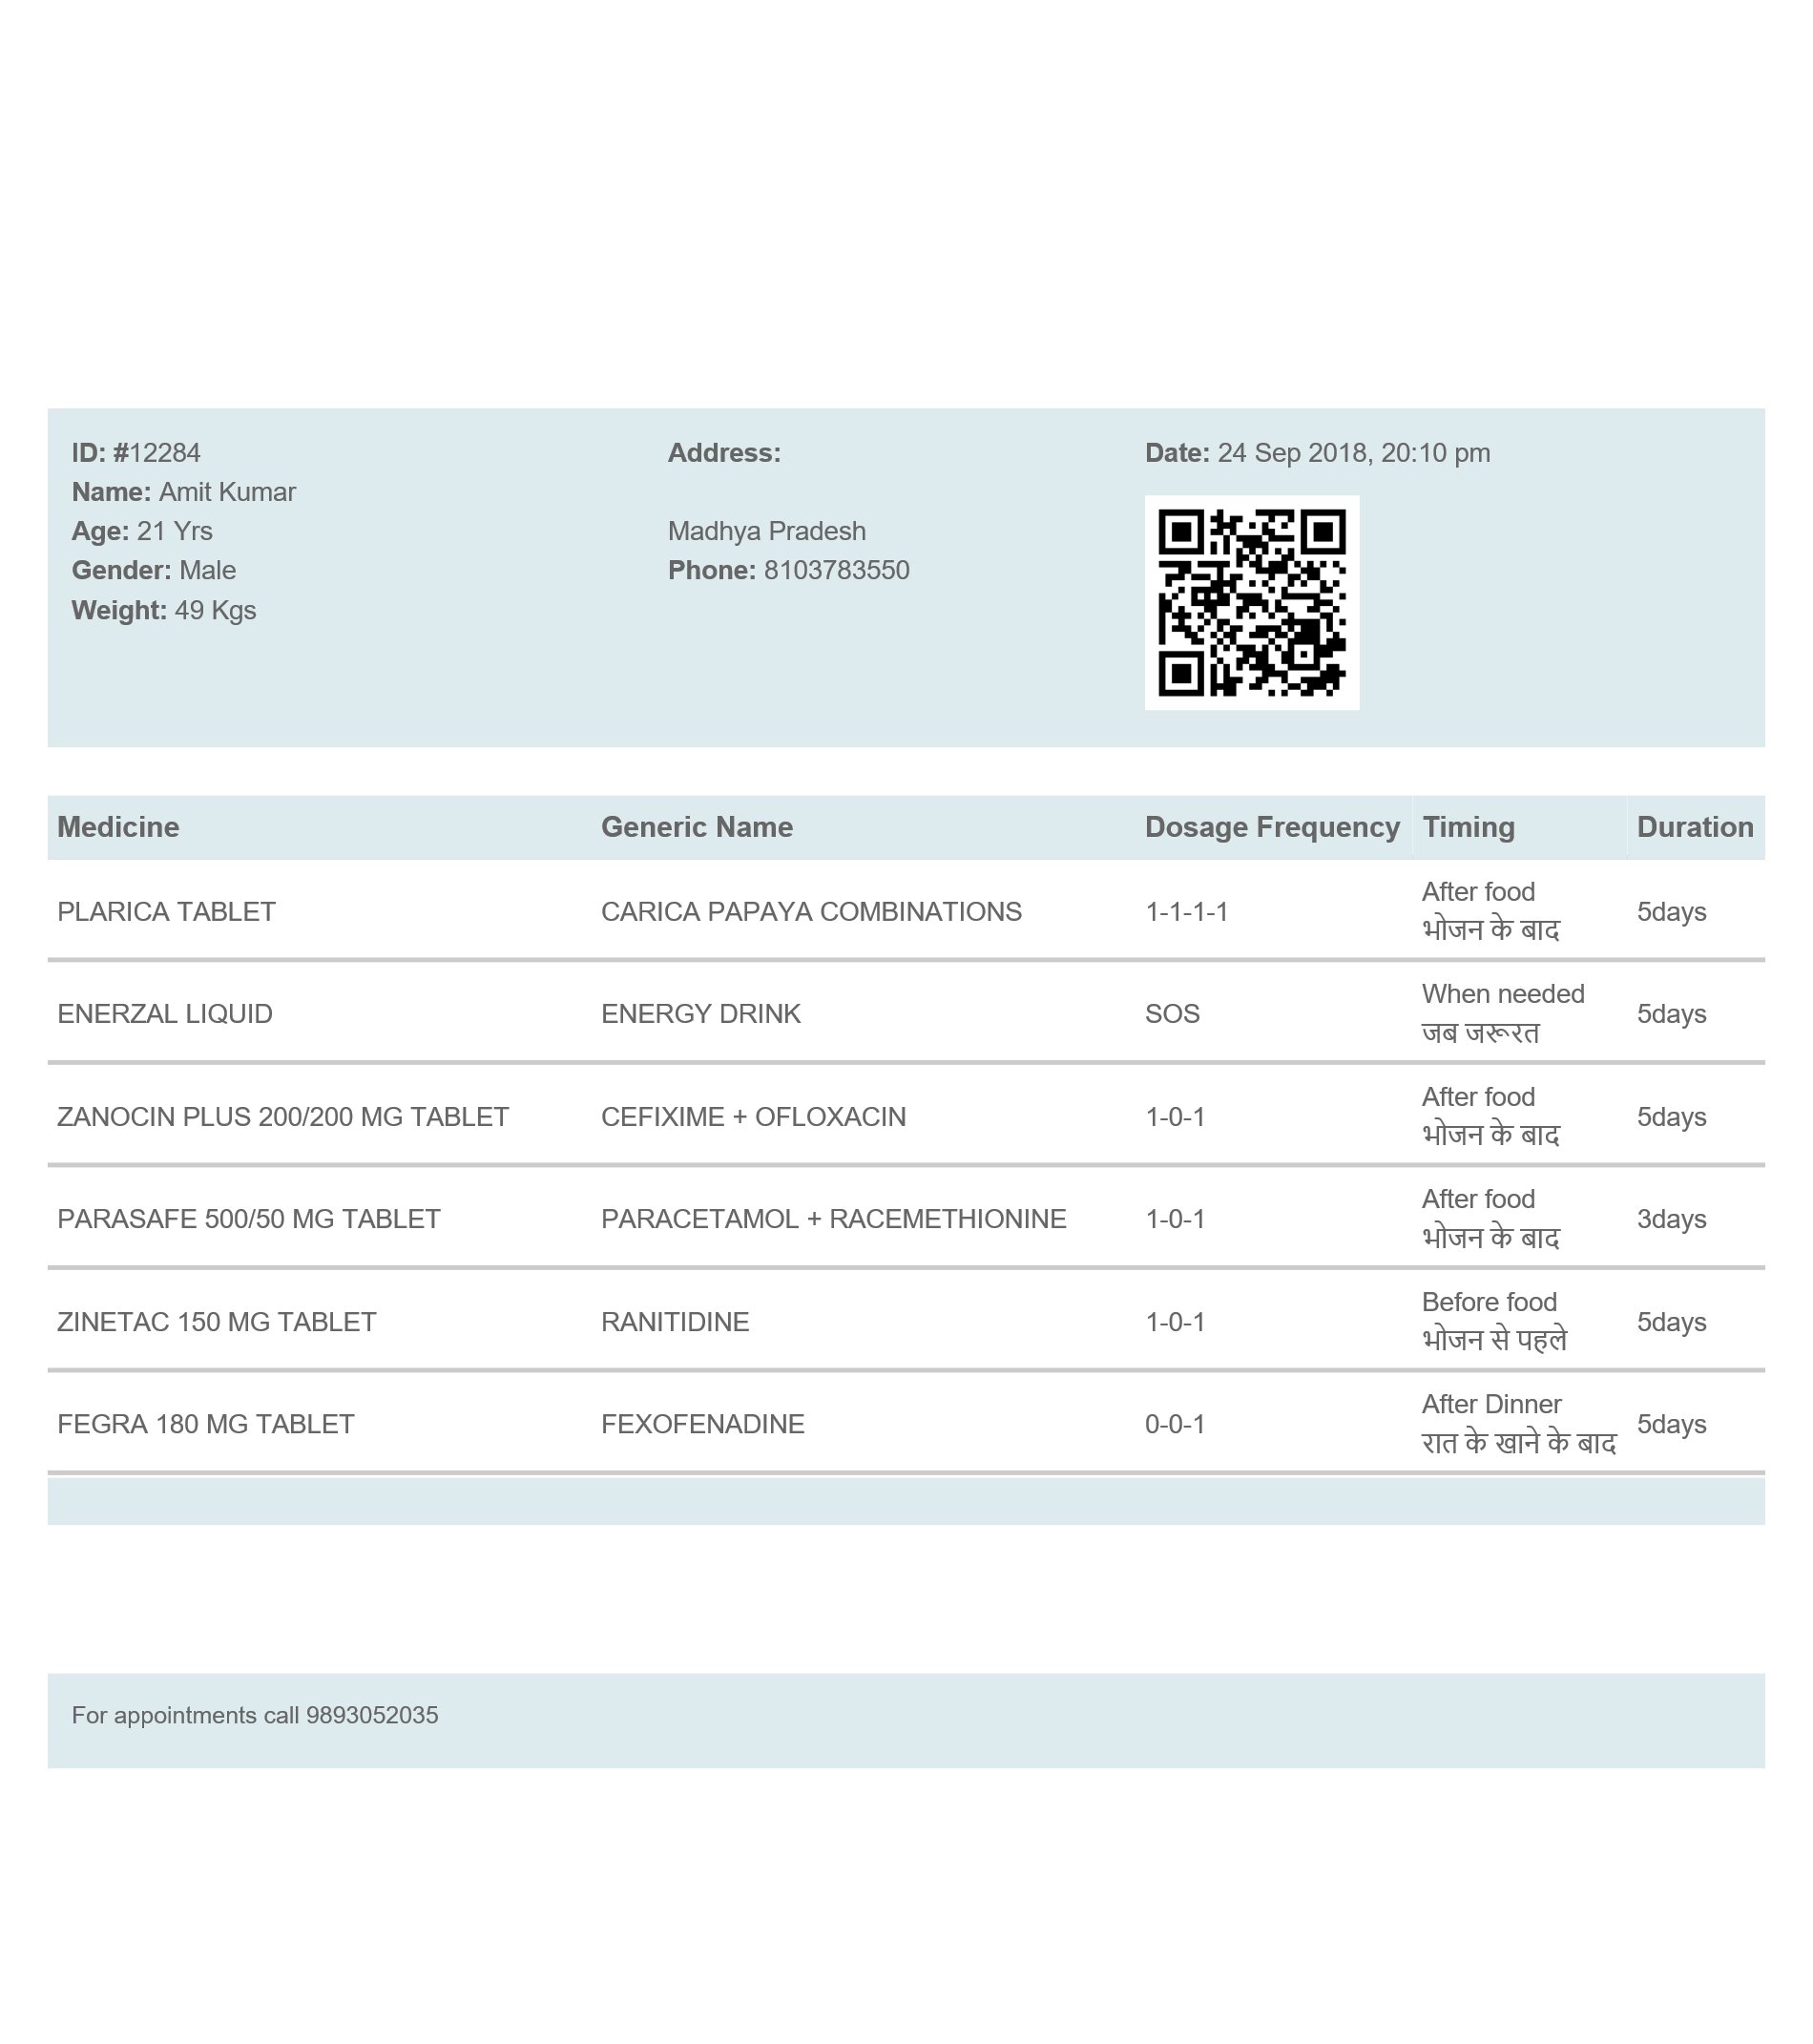 ID: #12284
Name: Amit Kumar
Age: 21 Yrs
Gender: Male
Weight: 49 Kgs
Address:
Madhya Pradesh
Phone: 8103783550
Date: 24 Sep 2018, 20:10 pm
Medicine Generic Name Dosage Frequency Timing Duration
PLARICA TABLET CARICA PAPAYA COMBINATIONS 1-1-1-1 After food 5days
भोजन के बाद
ENERZAL LIQUID ENERGY DRINK SOS When needed 5days
जब जरूरत
ZANOCIN PLUS 200/200 MG TABLET CEFIXIME + OFLOXACIN 1-0-1 After food 5days
भोजन के बाद
PARASAFE 500/50 MG TABLET PARACETAMOL + RACEMETHIONINE 1-0-1 After food 3days
भोजन के बाद
ZINETAC 150 MG TABLET RANITIDINE 1-0-1 Before food 5days
भोजन से पहले
FEGRA 180 MG TABLET FEXOFENADINE 0-0-1 After Dinner 5days
रात के खाने के बाद
For appointments call 9893052035